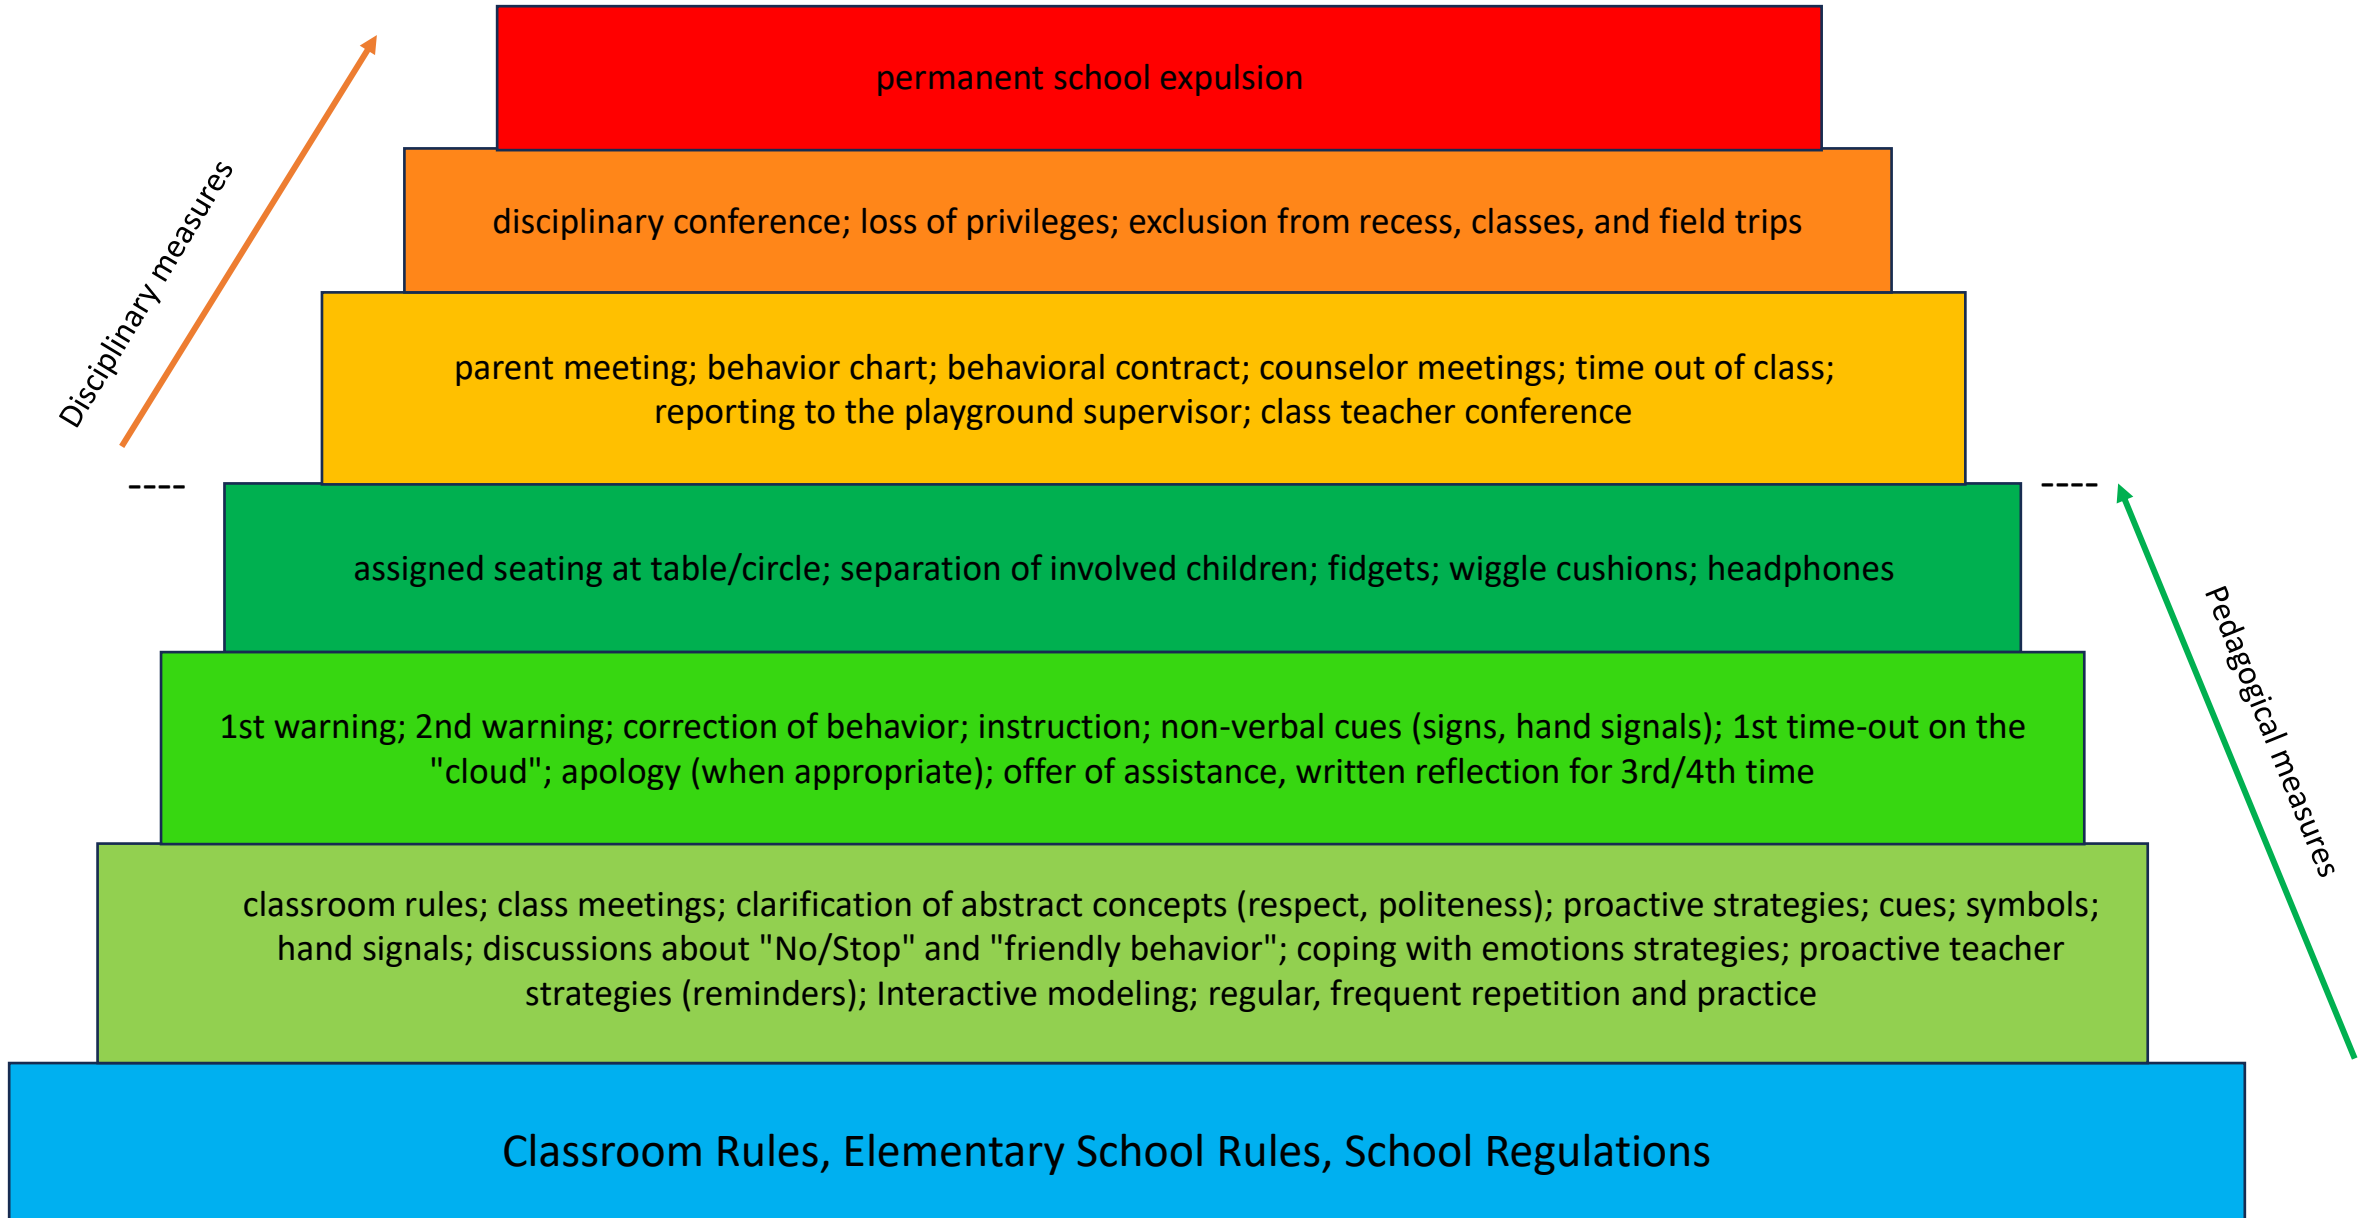 permanent school expulsion
Disciplinary measures
disciplinary conference; loss of privileges; exclusion from recess, classes, and field trips
parent meeting; behavior chart; behavioral contract; counselor meetings; time out of class;
reporting to the playground supervisor; class teacher conference
----
----
assigned seating at table/circle; separation of involved children; fidgets; wiggle cushions; headphones
Pedagogical measures
1st warning; 2nd warning; correction of behavior; instruction; non-verbal cues (signs, hand signals); 1st time-out on the
"cloud"; apology (when appropriate); offer of assistance, written reflection for 3rd/4th time
classroom rules; class meetings; clarification of abstract concepts (respect, politeness); proactive strategies; cues; symbols;
hand signals; discussions about "No/Stop" and "friendly behavior"; coping with emotions strategies; proactive teacher
strategies (reminders); Interactive modeling; regular, frequent repetition and practice
Classroom Rules, Elementary School Rules, School Regulations